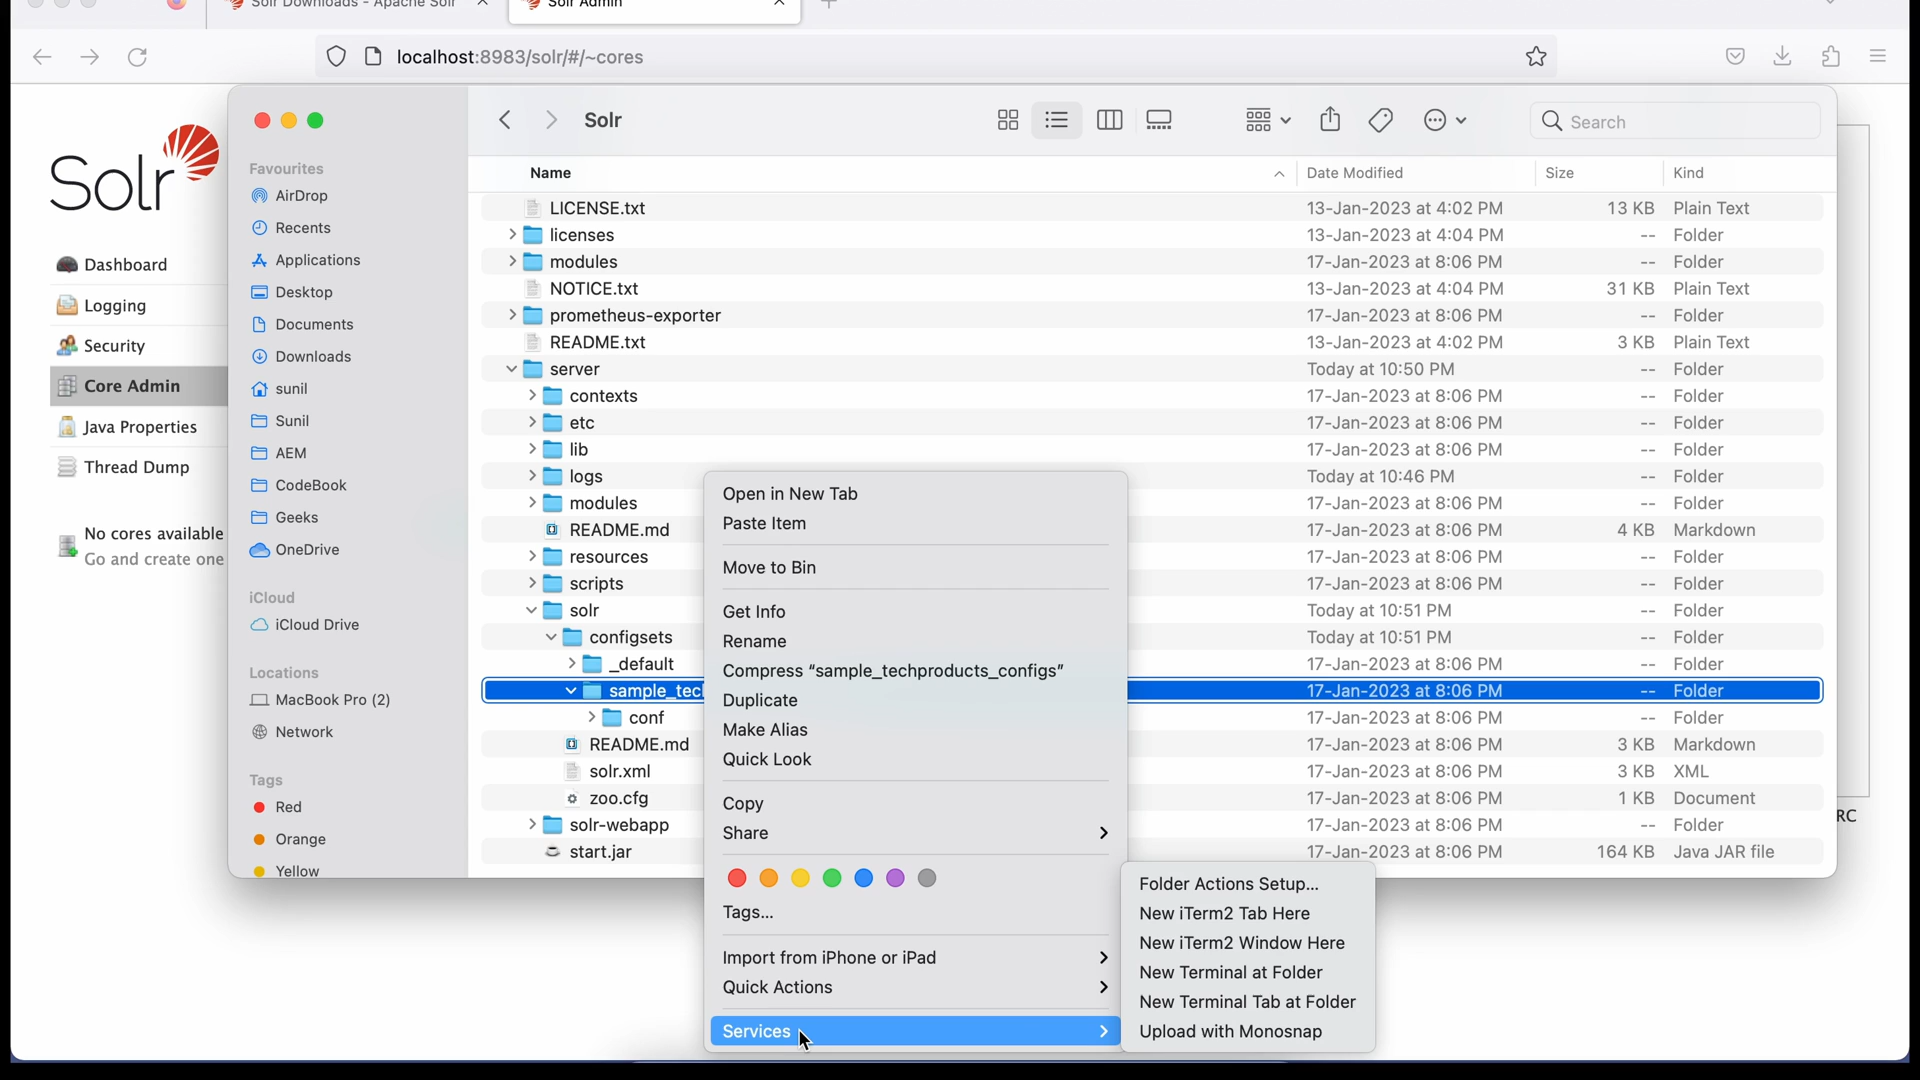 Solr Downloads - Apache Solr
Solr Admin
localhost:8983/solr/#/~cores
Solr
Dashboard
Logging
Security
Core Admin
Java Properties
Thread Dump
No cores available
Go and create one
Favourites
AirDrop
Recents
Applications
Desktop
Documents
Downloads
sunil
Sunil
AEM
CodeBook
Geeks
OneDrive
iCloud
iCloud Drive
Locations
MacBook Pro (2)
Network
Tags
Red
Orange
Yellow
Solr
Search
Name Date Modified Size Kind
LICENSE.txt 13-Jan-2023 at 4:02 PM 13 KB Plain Text
licenses 13-Jan-2023 at 4:04 PM -- Folder
modules 17-Jan-2023 at 8:06 PM -- Folder
NOTICE.txt 13-Jan-2023 at 4:04 PM 31 KB Plain Text
prometheus-exporter 17-Jan-2023 at 8:06 PM -- Folder
README.txt 13-Jan-2023 at 4:02 PM 3 KB Plain Text
server Today at 10:50 PM -- Folder
contexts 17-Jan-2023 at 8:06 PM -- Folder
etc 17-Jan-2023 at 8:06 PM -- Folder
lib 17-Jan-2023 at 8:06 PM -- Folder
logs Today at 10:46 PM -- Folder
modules 17-Jan-2023 at 8:06 PM -- Folder
README.md 17-Jan-2023 at 8:06 PM 4 KB Markdown
resources 17-Jan-2023 at 8:06 PM -- Folder
scripts 17-Jan-2023 at 8:06 PM -- Folder
solr Today at 10:51 PM -- Folder
configsets Today at 10:51 PM -- Folder
_default 17-Jan-2023 at 8:06 PM -- Folder
sample_tecl 17-Jan-2023 at 8:06 PM -- Folder
conf 17-Jan-2023 at 8:06 PM -- Folder
README.md 17-Jan-2023 at 8:06 PM 3 KB Markdown
solr.xml 17-Jan-2023 at 8:06 PM 3 KB XML
zoo.cfg 17-Jan-2023 at 8:06 PM 1 KB Document
solr-webapp 17-Jan-2023 at 8:06 PM -- Folder
start.jar 17-Jan-2023 at 8:06 PM 164 KB Java JAR file
RC
Open in New Tab
Paste Item
Move to Bin
Get Info
Rename
Compress “sample_techproducts_configs”
Duplicate
Make Alias
Quick Look
Copy
Share
Tags...
Import from iPhone or iPad
Quick Actions
Services
Folder Actions Setup...
New iTerm2 Tab Here
New iTerm2 Window Here
New Terminal at Folder
New Terminal Tab at Folder
Upload with Monosnap